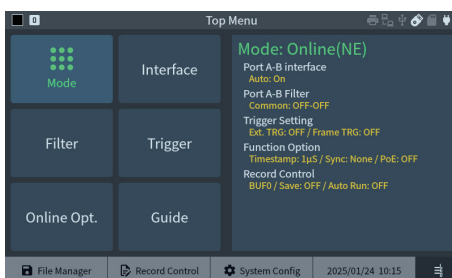 0
Top Menu
Mode
Interface
Filter
Trigger
Online Opt.
Guide
Mode: Online(NE)
Port A-B interface
Auto: On
Port A-B Filter
Common: OFF-OFF
Trigger Setting
Ext. TRG: OFF / Frame TRG: OFF
Function Option
Timestamp: 1µS / Sync: None / PoE: OFF
Record Control
BUF0 / Save: OFF / Auto Run: OFF
File Manager
Record Control
System Config
2025/01/24 10:15